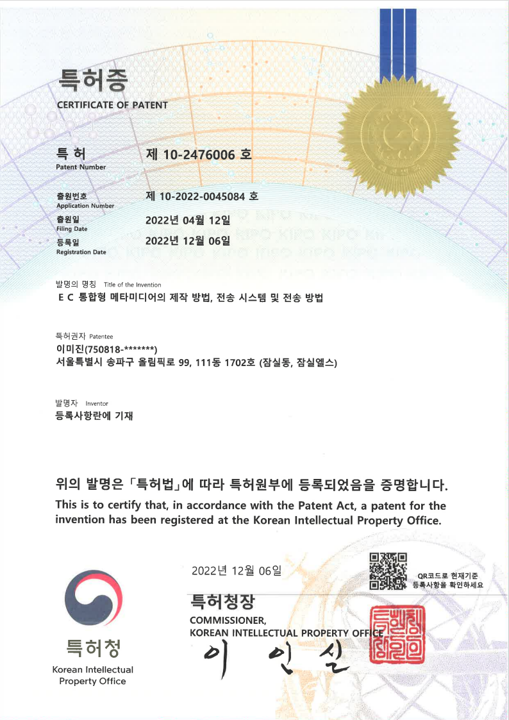 특허증
CERTIFICATE OF PATENT
특 허
Patent Number
제 10-2476006 호
출원번호
Application Number
제 10-2022-0045084 호
출원일
Filing Date
2022년 04월 12일
등록일
Registration Date
2022년 12월 06일
발명의 명칭 Title of the Invention
E C 통합형 메타미디어의 제작 방법, 전송 시스템 및 전송 방법
특허권자 Patentee
이미진(750818-*******)
서울특별시 송파구 올림픽로 99, 111동 1702호 (잠실동, 잠실엘스)
발명자 Inventor
등록사항란에 기재
위의 발명은 「특허법」에 따라 특허원부에 등록되었음을 증명합니다.
This is to certify that, in accordance with the Patent Act, a patent for the
invention has been registered at the Korean Intellectual Property Office.
2022년 12월 06일
QR코드로 현재기준
등록사항을 확인하세요
특허청장
COMMISSIONER,
KOREAN INTELLECTUAL PROPERTY OFFICE
이 인 실
특허청
Korean Intellectual
Property Office